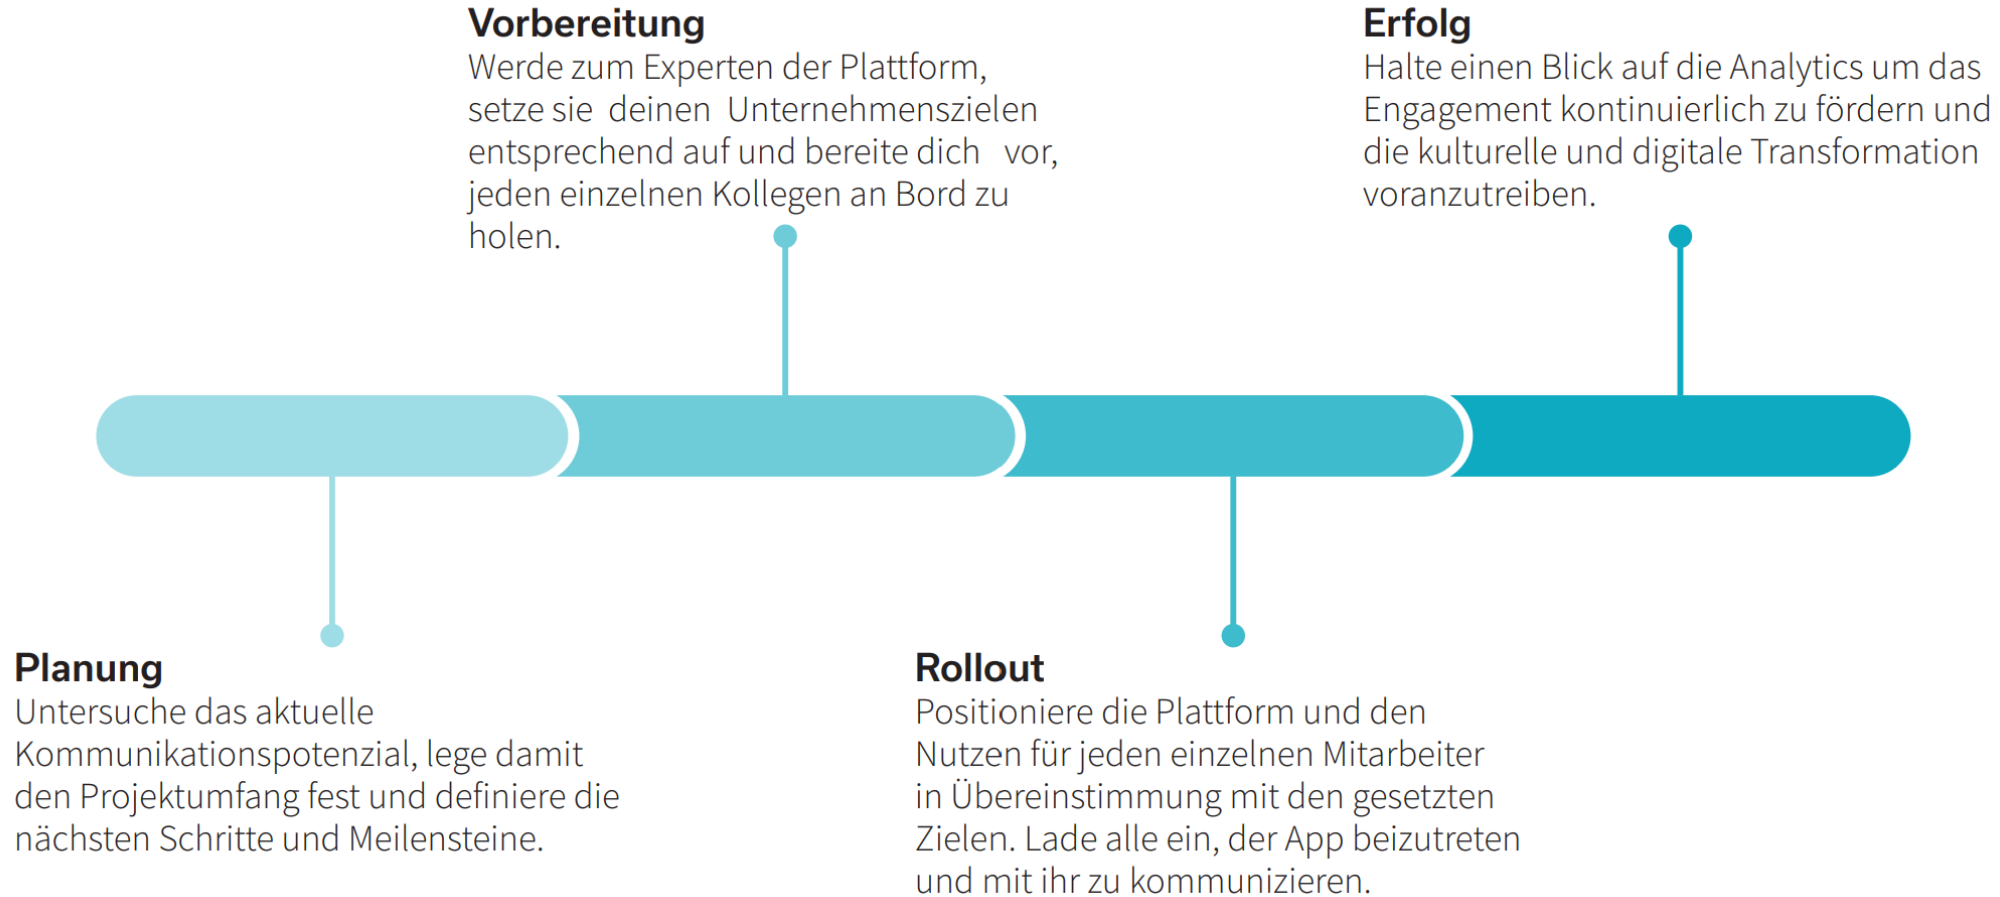 Vorbereitung
Werde zum Experten der Plattform,
setze sie deinen Unternehmenszielen
entsprechend auf und bereite dich vor,
jeden einzelnen Kollegen an Bord zu
holen.
Erfolg
Halte einen Blick auf die Analytics um das
Engagement kontinuierlich zu fördern und
die kulturelle und digitale Transformation
voranzutreiben.
Planung
Untersuche das aktuelle
Kommunikationspotenzial, lege damit
den Projektumfang fest und definiere die
nächsten Schritte und Meilensteine.
Rollout
Positioniere die Plattform und den
Nutzen für jeden einzelnen Mitarbeiter
in Übereinstimmung mit den gesetzten
Zielen. Lade alle ein, der App beizutreten
und mit ihr zu kommunizieren.